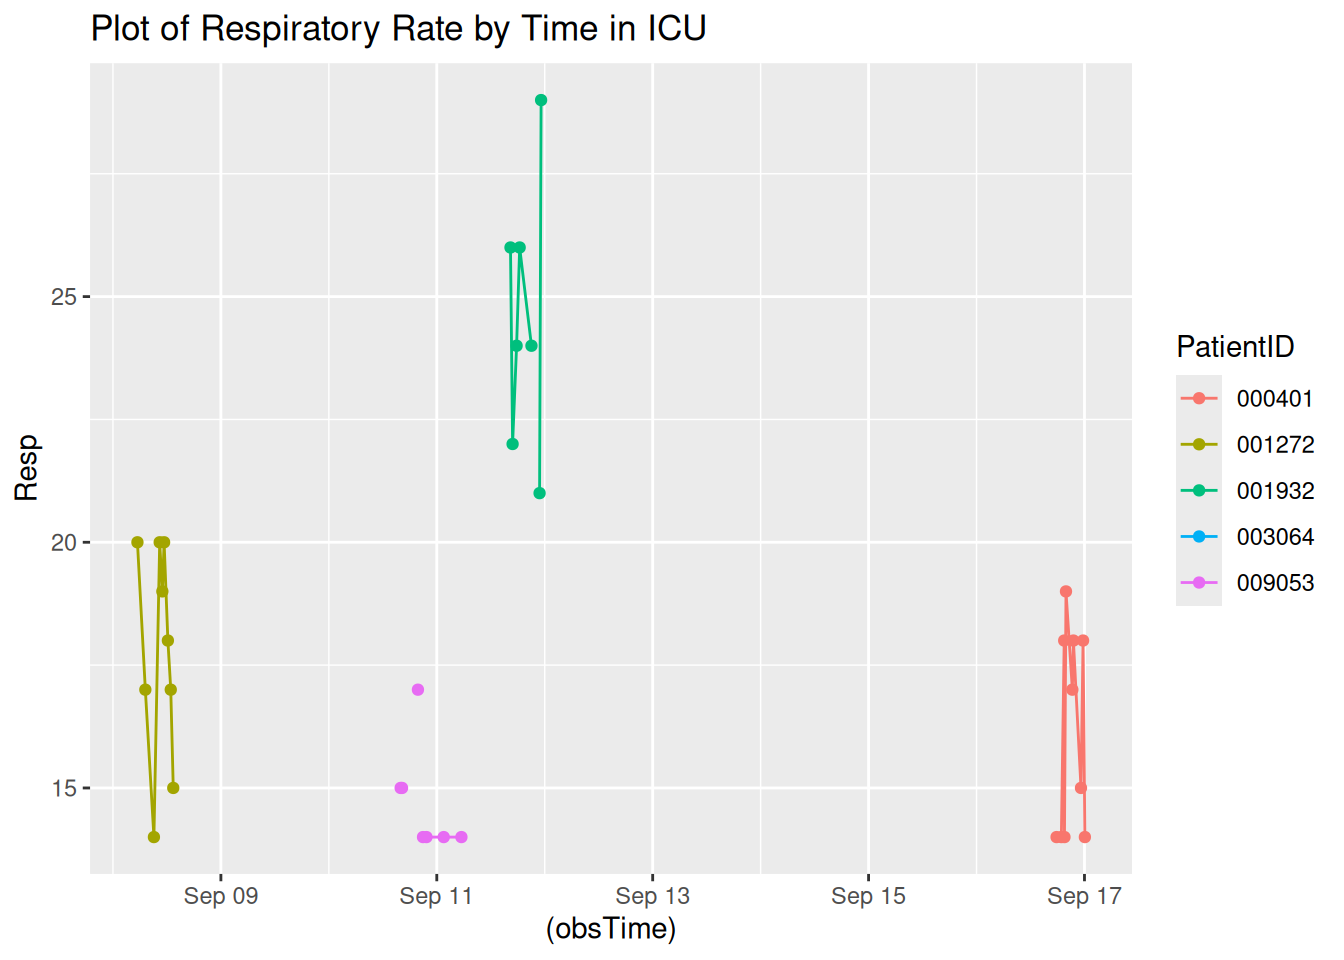 Plot of Respiratory Rate by Time in ICU
Resp
25
20
15
Sep 09 Sep 11 Sep 13 Sep 15 Sep 17
(obsTime)
PatientID
000401
001272
001932
003064
009053